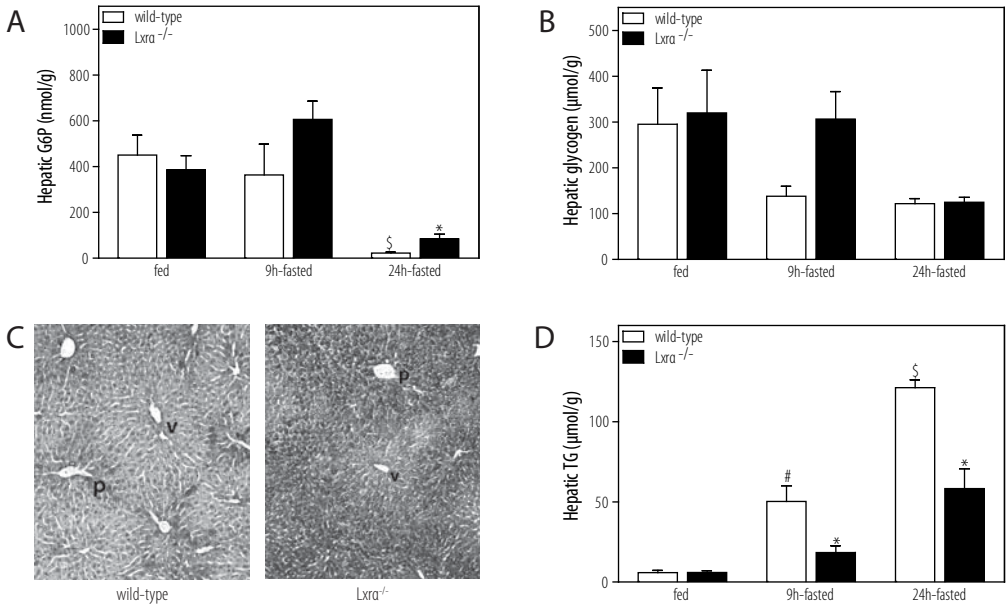 A
wild-type
Lxrα -/-
Hepatic G6P (nmol/g)
1000
800
600
400
200
0
$
*
fed
9h-fasted
24h-fasted
B
wild-type
Lxrα -/-
Hepatic glycogen (µmol/g)
500
400
300
200
100
0
fed
9h-fasted
24h-fasted
C
v
p
wild-type
p
v
Lxrα-/-
D
wild-type
Lxrα -/-
Hepatic TG (µmol/g)
150
100
50
0
#
*
$
*
fed
9h-fasted
24h-fasted